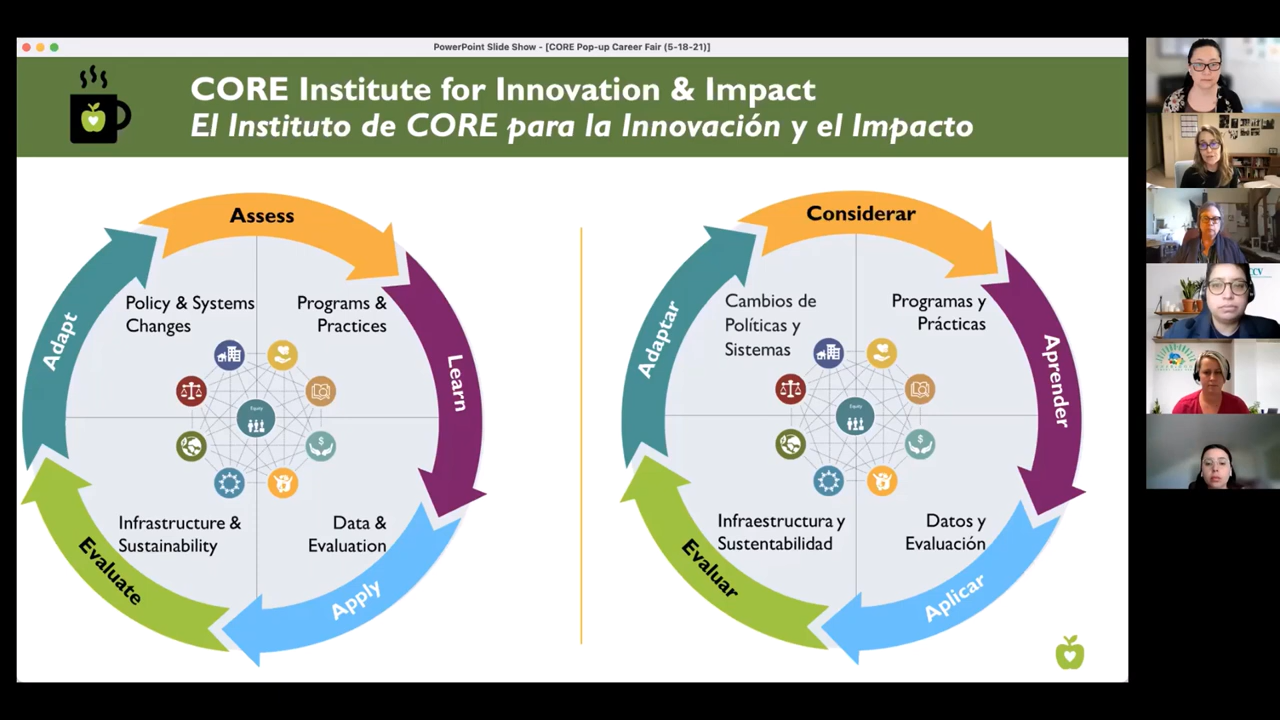 PowerPoint Slide Show - [CORE Pop-up Career Fair (5-18-21)]
CORE Institute for Innovation & Impact
El Instituto de CORE para la Innovación y el Impacto
Assess
Learn
Apply
Evaluate
Adapt
Policy & Systems
Changes
Programs &
Practices
Equity
$
Infrastructure &
Sustainability
Data &
Evaluation
Considerar
Aprender
Aplicar
Evaluar
Adaptar
Cambios de
Políticas y
Sistemas
Programas y
Prácticas
Equity
$
Infraestructura y
Sustentabilidad
Datos y
Evaluación